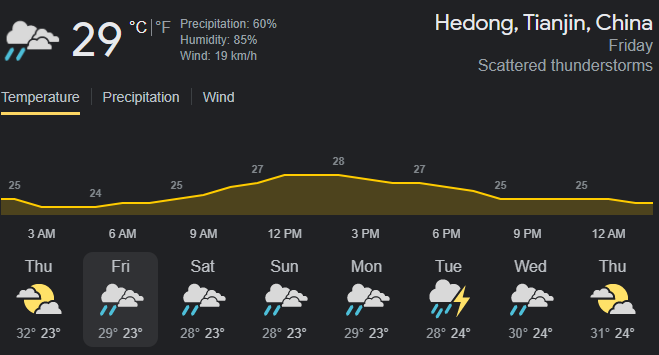 29 °C | °F
Precipitation: 60%
Humidity: 85%
Wind: 19 km/h
Hedong, Tianjin, China
Friday
Scattered thunderstorms
Temperature | Precipitation | Wind
25 24 25 27 28 27 25 25
3 AM 6 AM 9 AM 12 PM 3 PM 6 PM 9 PM 12 AM
Thu Fri Sat Sun Mon Tue Wed Thu
32° 23° 29° 23° 28° 23° 28° 23° 29° 23° 28° 24° 30° 24° 31° 24°